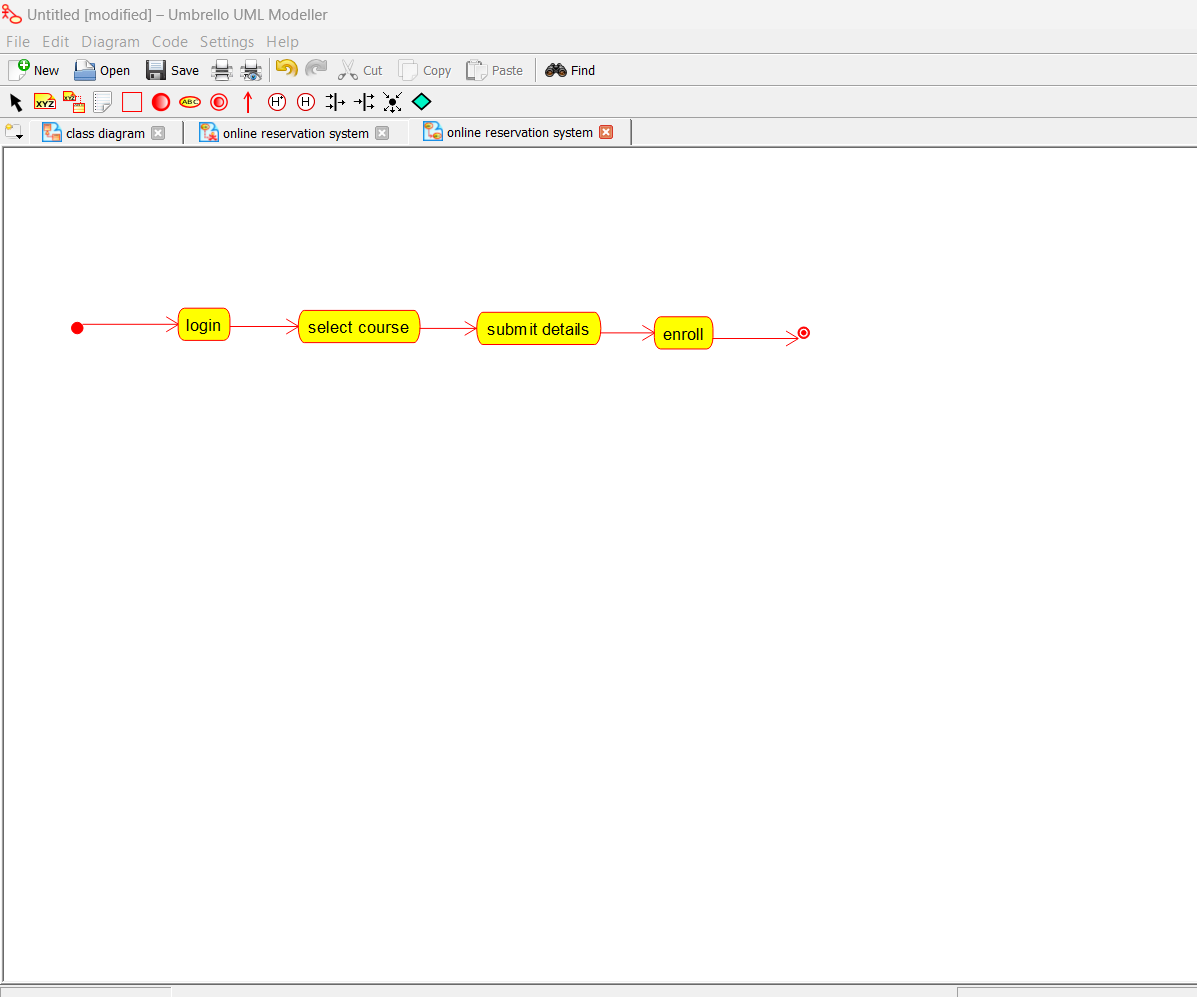 Untitled [modified] – Umbrello UML Modeller
File Edit Diagram Code Settings Help
New Open Save Cut Copy Paste Find
XYZ XYZ ABC H* H
class diagram online reservation system online reservation system
login select course submit details enroll